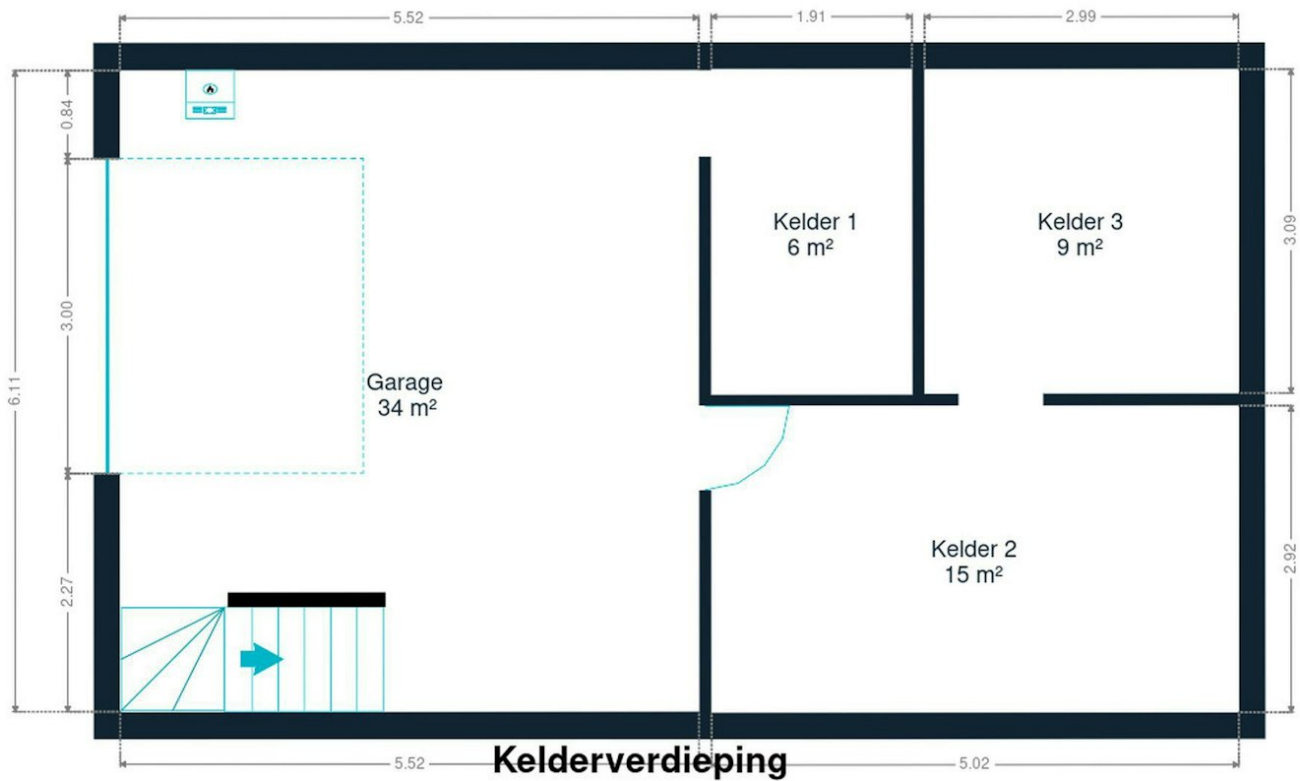 5.52
1.91
2.99
0.84
3.00
6.11
2.27
3.09
2.92
Kelder 1
6 m²
Kelder 3
9 m²
Garage
34 m²
Kelder 2
15 m²
5.52
Kelderverdieping
5.02